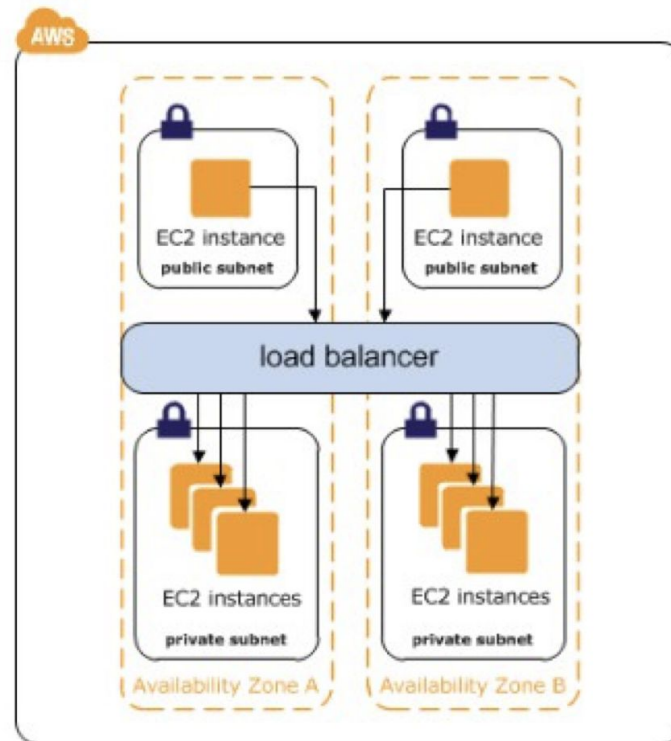 AWS
EC2 instance
public subnet
EC2 instance
public subnet
load balancer
EC2 instances
private subnet
EC2 instances
private subnet
Availability Zone A
Availability Zone B